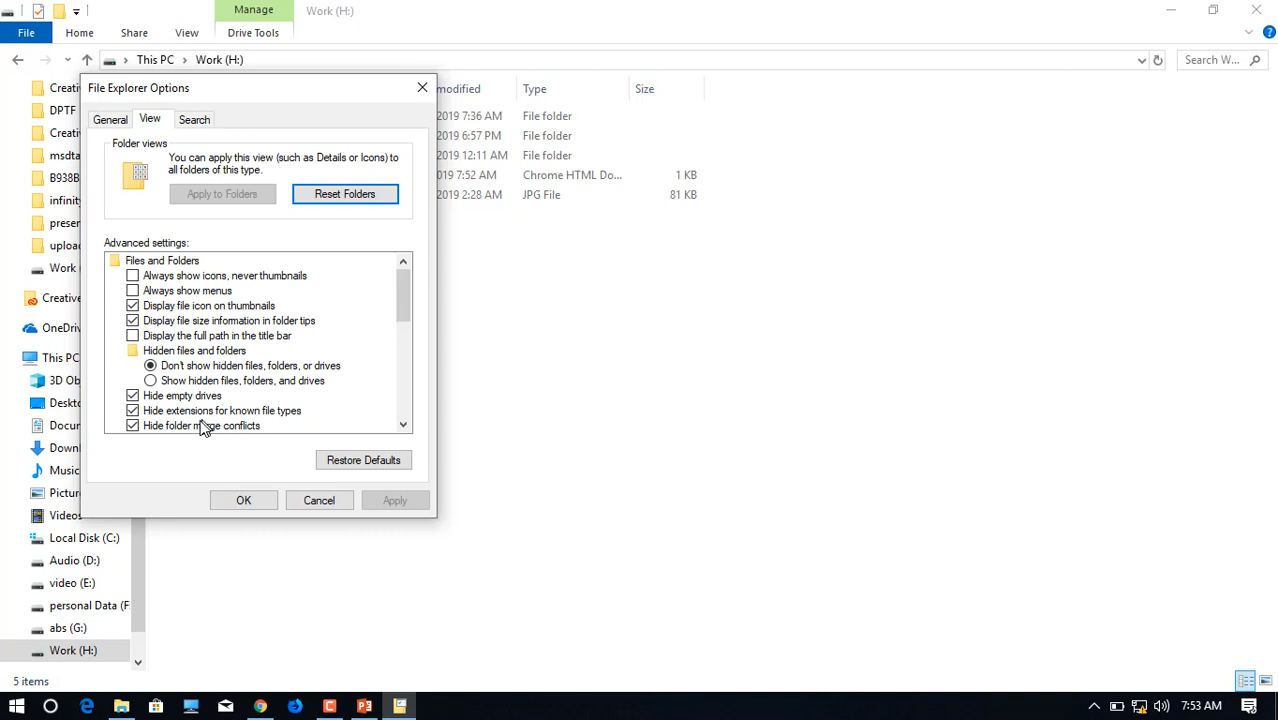 Manage
Work (H:)
File
Home
Share
View
Drive Tools
This PC
Work (H:)
Search W...
File Explorer Options
General
View
Search
Folder views
You can apply this view (such as Details or Icons) to
all folders of this type.
Apply to Folders
Reset Folders
Advanced settings:
Files and Folders
Always show icons, never thumbnails
Always show menus
Display file icon on thumbnails
Display file size information in folder tips
Display the full path in the title bar
Hidden files and folders
Don't show hidden files, folders, or drives
Show hidden files, folders, and drives
Hide empty drives
Hide extensions for known file types
Hide folder merge conflicts
Restore Defaults
OK
Cancel
Apply
modified
Type
Size
2019 7:36 AM
File folder
2019 6:57 PM
File folder
2019 12:11 AM
File folder
019 7:52 AM
Chrome HTML Do...
1 KB
2019 2:28 AM
JPG File
81 KB
Creati
DPTF
Creati
msdta
B938B
infinity
presen
upload
Work
Creative
OneDriv
This PC
3D Obj
Deskto
Docum
Downl
Music
Picture
Videos
Local Disk (C:)
Audio (D:)
video (E:)
personal Data (F
abs (G:)
Work (H:)
5 items
7:53 AM